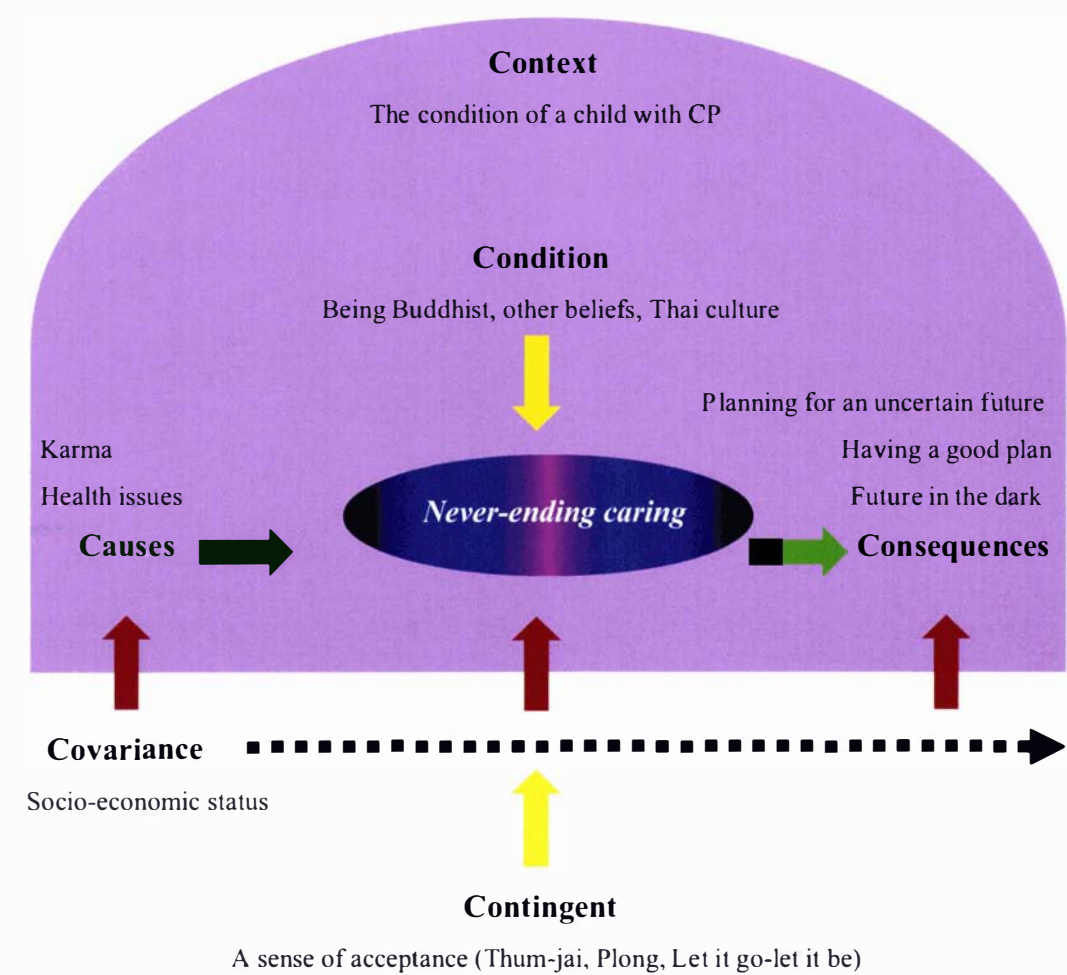 Context
The condition of a child with CP
Condition
Being Buddhist, other beliefs, Thai culture
Planning for an uncertain future
Karma
Having a good plan
Health issues
Future in the dark
Never-ending caring
Causes
Consequences
Covariance
Socio-economic status
Contingent
A sense of acceptance (Thum-jai, Plong, Let it go-let it be)